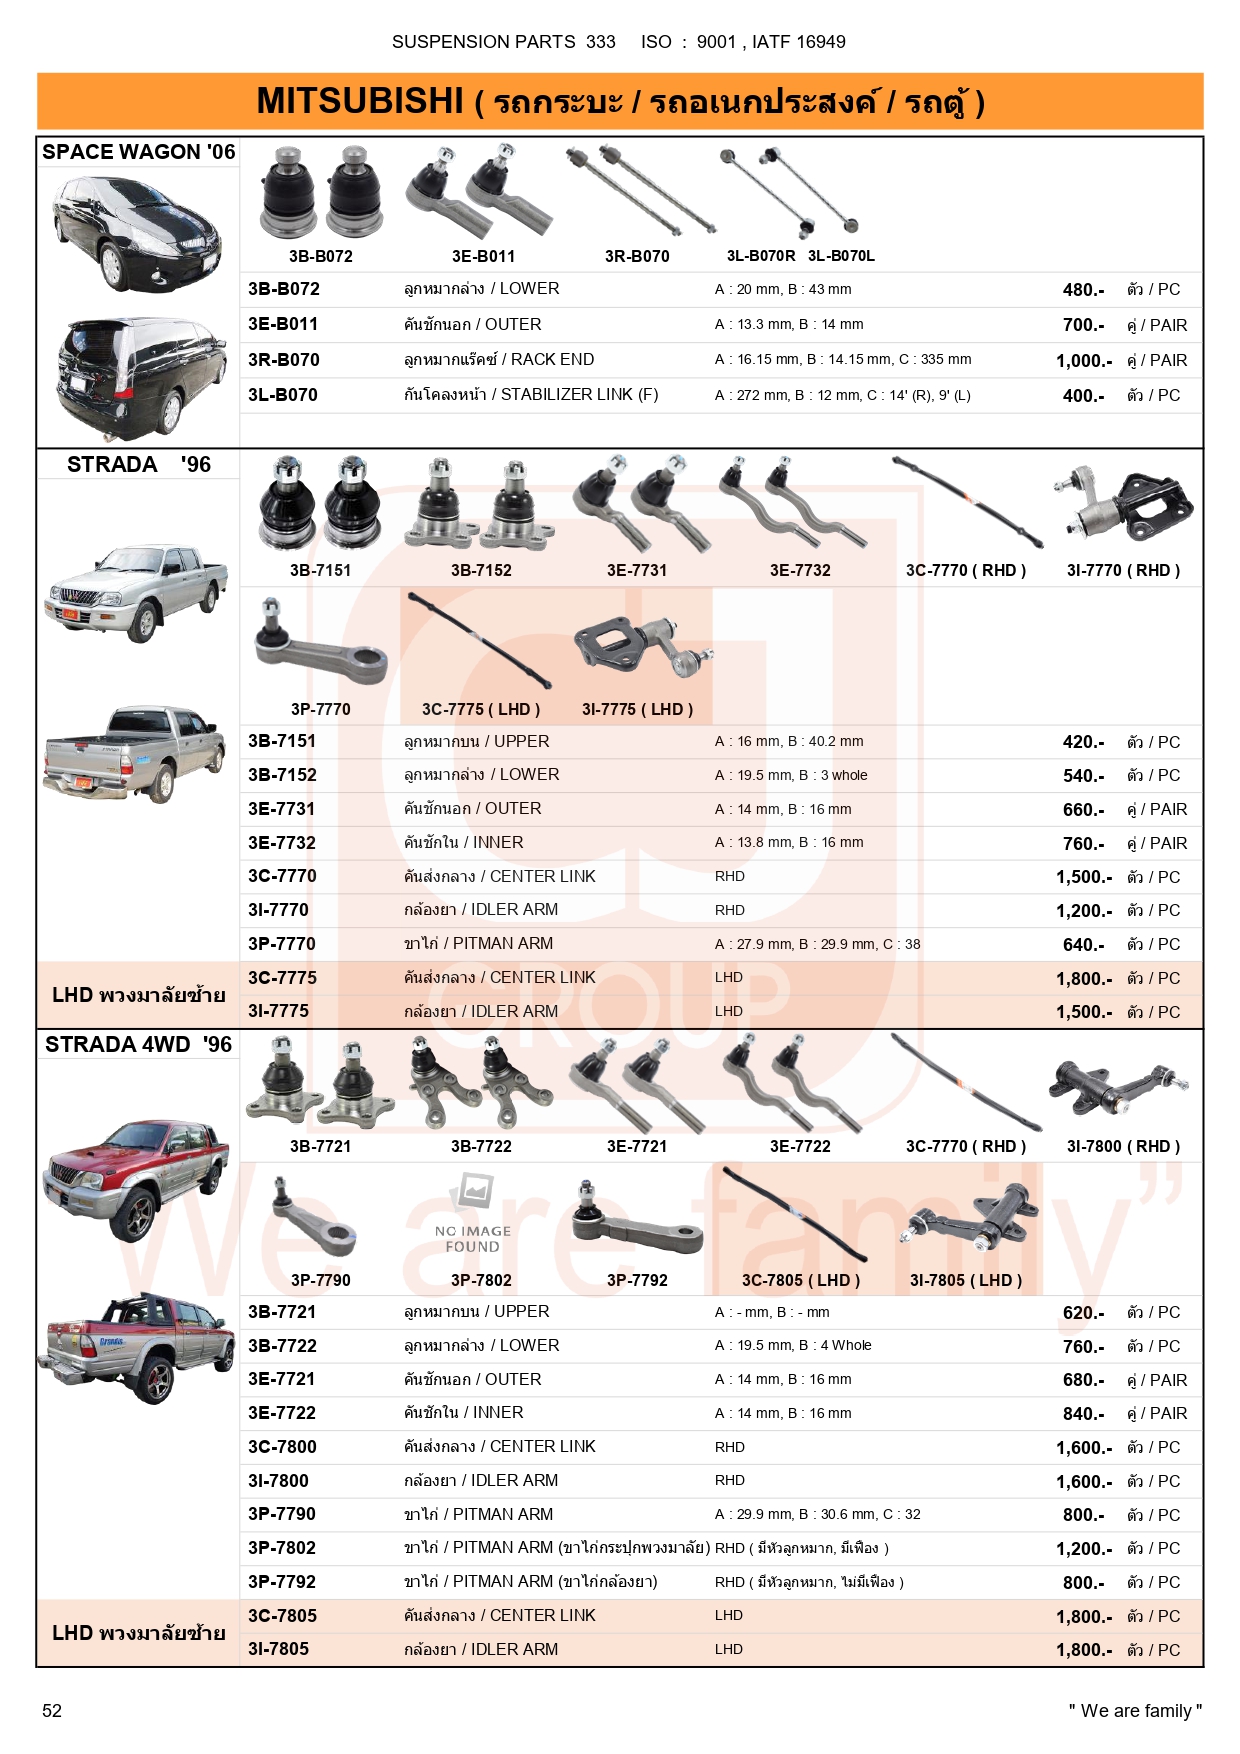 SUSPENSION PARTS 333 ISO : 9001 , IATF 16949
MITSUBISHI ( รถกระบะ / รถอเนกประสงค์ / รถตู้ )
SPACE WAGON '06
3B-B072 3E-B011 3R-B070 3L-B070R 3L-B070L
3B-B072 ลูกหมากล่าง / LOWER A : 20 mm, B : 43 mm 480.- ตัว / PC
3E-B011 คันชักนอก / OUTER A : 13.3 mm, B : 14 mm 700.- คู่ / PAIR
3R-B070 ลูกหมากแร๊คซ์ / RACK END A : 16.15 mm, B : 14.15 mm, C : 335 mm 1,000.- คู่ / PAIR
3L-B070 กันโคลงหน้า / STABILIZER LINK (F) A : 272 mm, B : 12 mm, C : 14' (R), 9' (L) 400.- ตัว / PC
STRADA '96
3B-7151 3B-7152 3E-7731 3E-7732 3C-7770 ( RHD ) 3I-7770 ( RHD )
3P-7770 3C-7775 ( LHD ) 3I-7775 ( LHD )
3B-7151 ลูกหมากบน / UPPER A : 16 mm, B : 40.2 mm 420.- ตัว / PC
3B-7152 ลูกหมากล่าง / LOWER A : 19.5 mm, B : 3 whole 540.- ตัว / PC
3E-7731 คันชักนอก / OUTER A : 14 mm, B : 16 mm 660.- คู่ / PAIR
3E-7732 คันชักใน / INNER A : 13.8 mm, B : 16 mm 760.- คู่ / PAIR
3C-7770 คันส่งกลาง / CENTER LINK RHD 1,500.- ตัว / PC
3I-7770 กล้องยา / IDLER ARM RHD 1,200.- ตัว / PC
3P-7770 ขาไก่ / PITMAN ARM A : 27.9 mm, B : 29.9 mm, C : 38 640.- ตัว / PC
LHD พวงมาลัยซ้าย
3C-7775 คันส่งกลาง / CENTER LINK LHD 1,800.- ตัว / PC
3I-7775 กล้องยา / IDLER ARM LHD 1,500.- ตัว / PC
GROUP
STRADA 4WD '96
3B-7721 3B-7722 3E-7721 3E-7722 3C-7770 ( RHD ) 3I-7800 ( RHD )
NO IMAGE
FOUND
We are family”
3P-7790 3P-7802 3P-7792 3C-7805 ( LHD ) 3I-7805 ( LHD )
3B-7721 ลูกหมากบน / UPPER A : - mm, B : - mm 620.- ตัว / PC
3B-7722 ลูกหมากล่าง / LOWER A : 19.5 mm, B : 4 Whole 760.- ตัว / PC
3E-7721 คันชักนอก / OUTER A : 14 mm, B : 16 mm 680.- คู่ / PAIR
3E-7722 คันชักใน / INNER A : 14 mm, B : 16 mm 840.- คู่ / PAIR
3C-7800 คันส่งกลาง / CENTER LINK RHD 1,600.- ตัว / PC
3I-7800 กล้องยา / IDLER ARM RHD 1,600.- ตัว / PC
3P-7790 ขาไก่ / PITMAN ARM A : 29.9 mm, B : 30.6 mm, C : 32 800.- ตัว / PC
3P-7802 ขาไก่ / PITMAN ARM (ขาไก่กระปุกพวงมาลัย) RHD ( มีหัวลูกหมาก, มีเฟือง ) 1,200.- ตัว / PC
3P-7792 ขาไก่ / PITMAN ARM (ขาไก่กล้องยา) RHD ( มีหัวลูกหมาก, ไม่มีเฟือง ) 800.- ตัว / PC
LHD พวงมาลัยซ้าย
3C-7805 คันส่งกลาง / CENTER LINK LHD 1,800.- ตัว / PC
3I-7805 กล้องยา / IDLER ARM LHD 1,800.- ตัว / PC
52 " We are family "